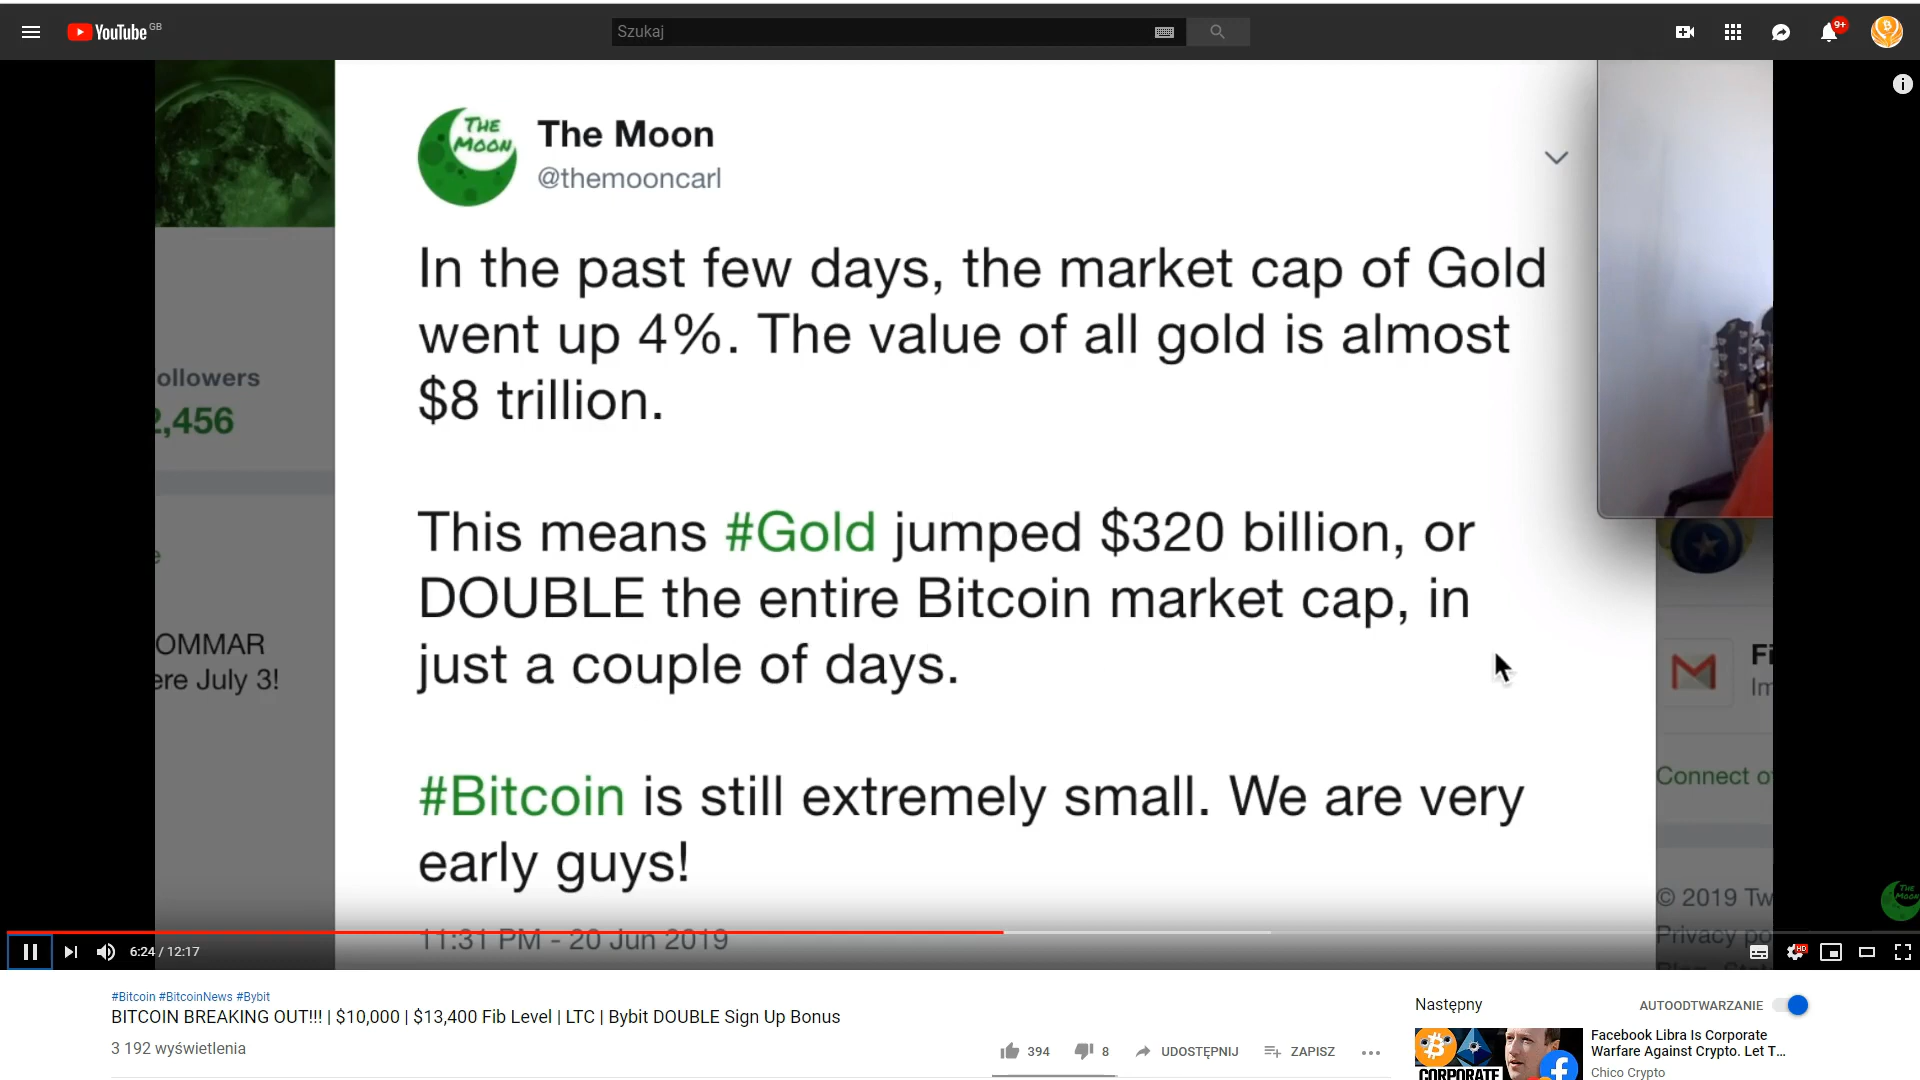 YouTube GB
Szukaj
9+
THE MOON
The Moon
@themooncarl
In the past few days, the market cap of Gold
went up 4%. The value of all gold is almost
$8 trillion.
This means #Gold jumped $320 billion, or
DOUBLE the entire Bitcoin market cap, in
just a couple of days.
#Bitcoin is still extremely small. We are very
early guys!
11:31 PM - 20 Jun 2019
ollowers
2,456
OMMAR
ere July 3!
Connect o
© 2019 Tw
Privacy po
THE MOON
6:24 / 12:17
HD
#Bitcoin #BitcoinNews #Bybit
BITCOIN BREAKING OUT!!! | $10,000 | $13,400 Fib Level | LTC | Bybit DOUBLE Sign Up Bonus
3 192 wyświetlenia
394
8
UDOSTĘPNIJ
ZAPISZ
Następny
AUTOODTWARZANIE
CORPORATE
Facebook Libra Is Corporate
Warfare Against Crypto. Let T...
Chico Crypto